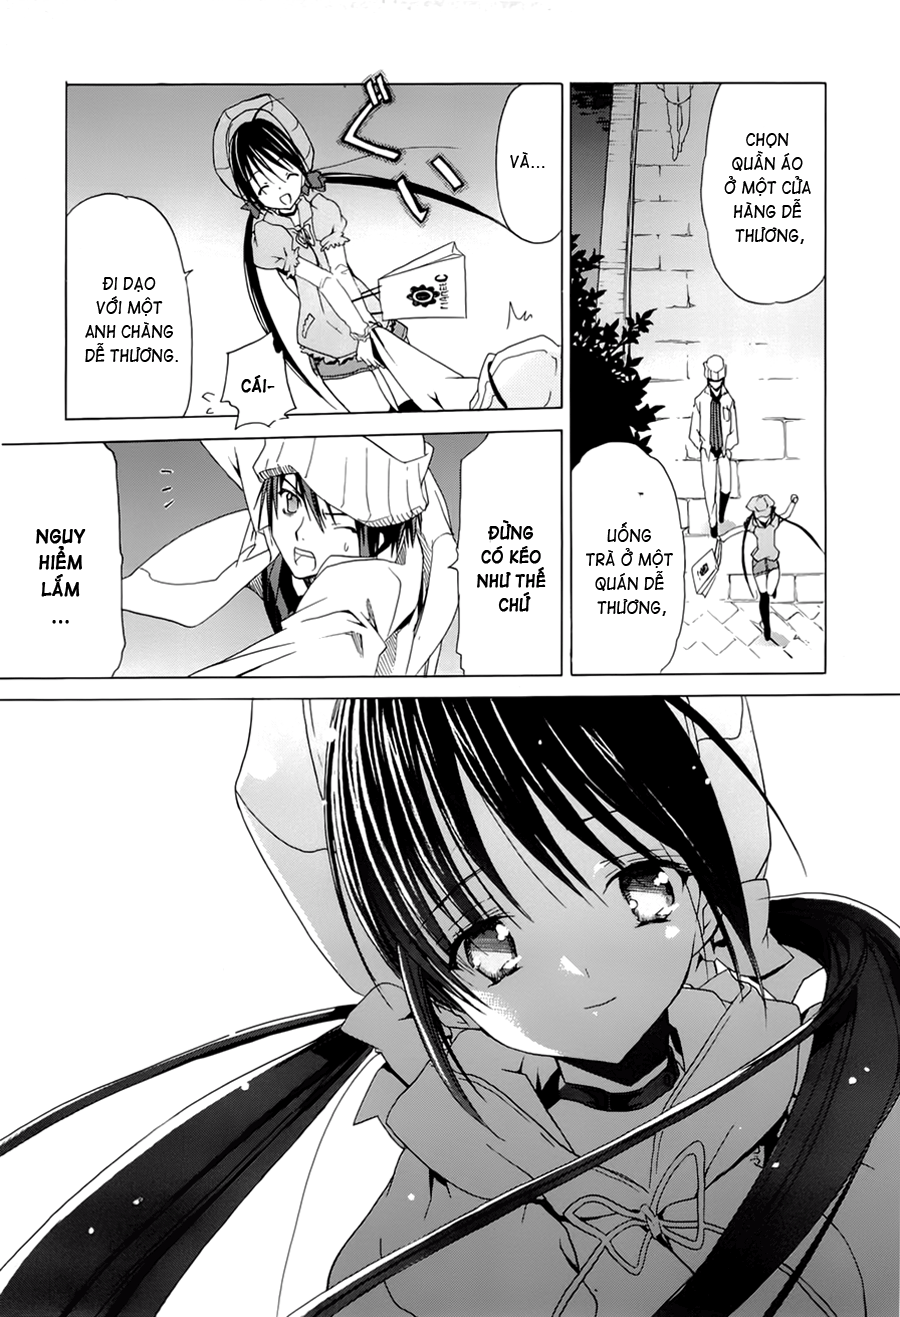 CHỌN
QUẦN ÁO
Ở MỘT CỬA
HÀNG DỄ
THƯƠNG,
UỐNG
TRÀ Ở MỘT
QUÁN DỄ
THƯƠNG,
VÀ...
ĐI DẠO
VỚI MỘT
ANH CHÀNG
DỄ THƯƠNG.
CÁI-
ĐỪNG
CÓ KÉO
NHƯ THẾ
CHỨ
NGUY
HIỂM
LẮM
...